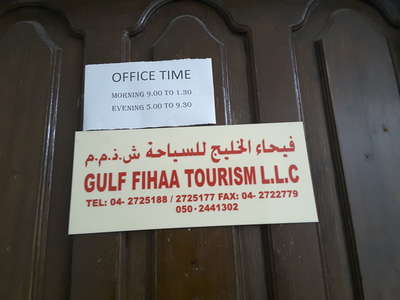 OFFICE TIME
MORNING 9.00 TO 1.30
EVENING 5.00 TO 9.30
فيحاء الخليج للسياحة ش.ذ.م.م
GULF FIHAA TOURISM L.L.C
TEL: 04- 2725188 / 2725177 FAX: 04- 2722779
050-2441302